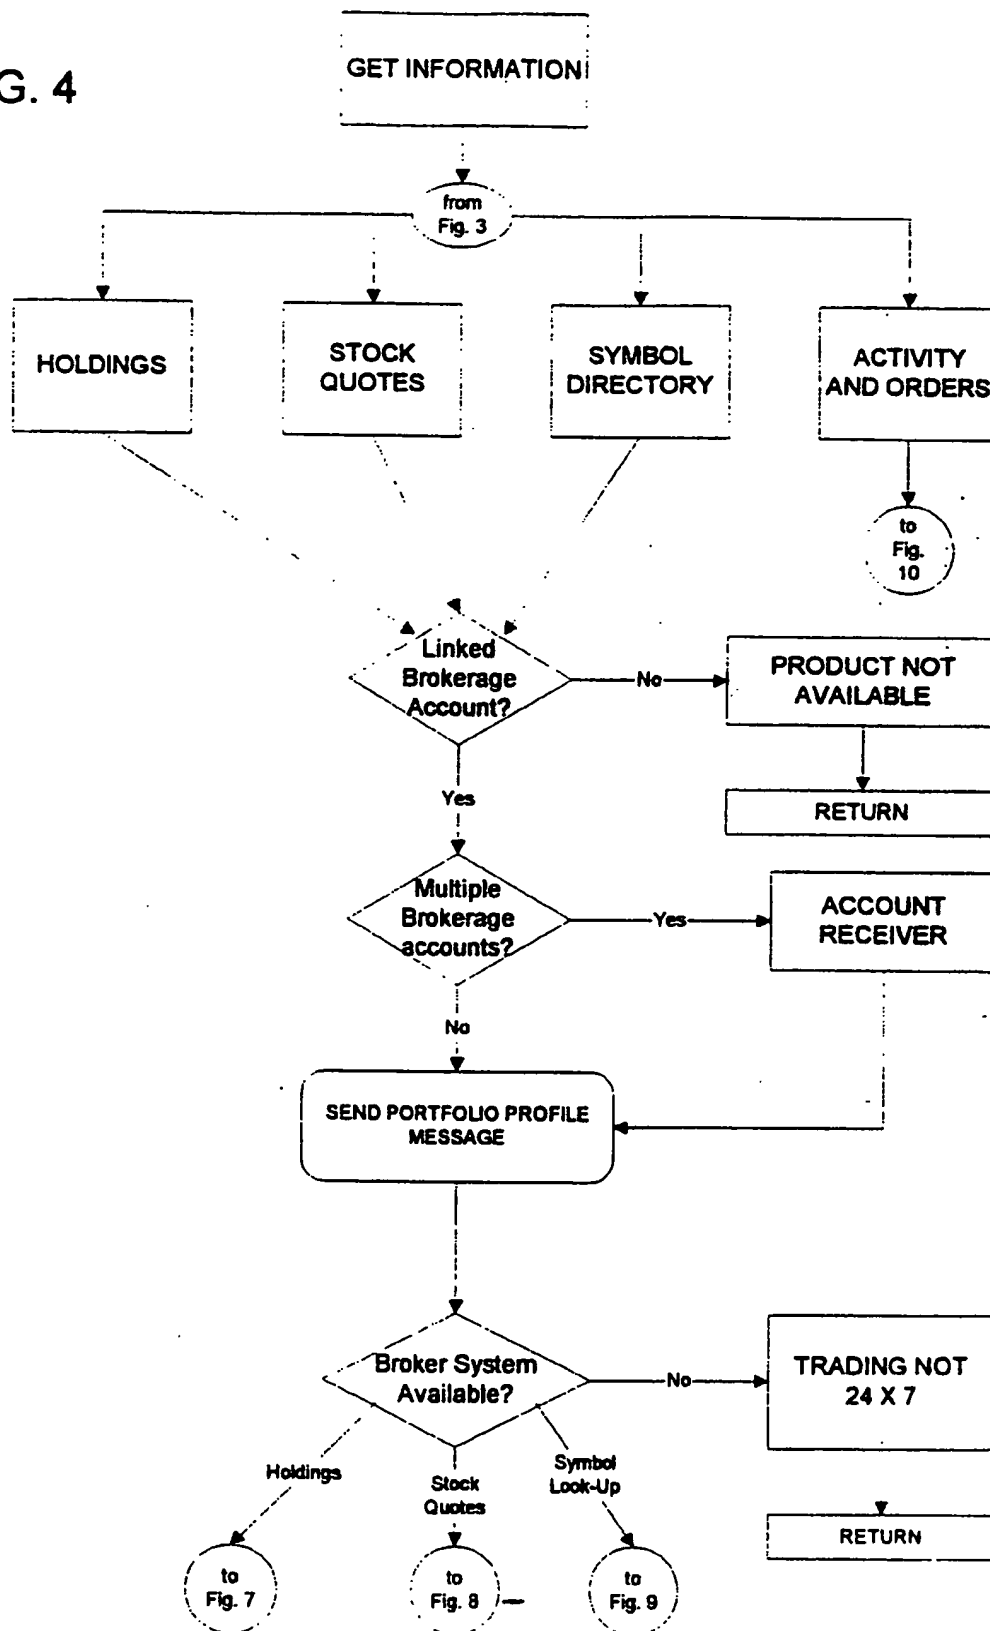 G. 4
GET INFORMATION
from
Fig. 3
HOLDINGS
STOCK
QUOTES
SYMBOL
DIRECTORY
ACTIVITY
AND ORDERS
to
Fig.
10
Linked
Brokerage
Account?
No
PRODUCT NOT
AVAILABLE
Yes
RETURN
Multiple
Brokerage
accounts?
Yes
ACCOUNT
RECEIVER
No
SEND PORTFOLIO PROFILE
MESSAGE
Broker System
Available?
No
TRADING NOT
24 X 7
Holdings
Stock
Quotes
Symbol
Look-Up
RETURN
to
Fig. 7
to
Fig. 8
to
Fig. 9